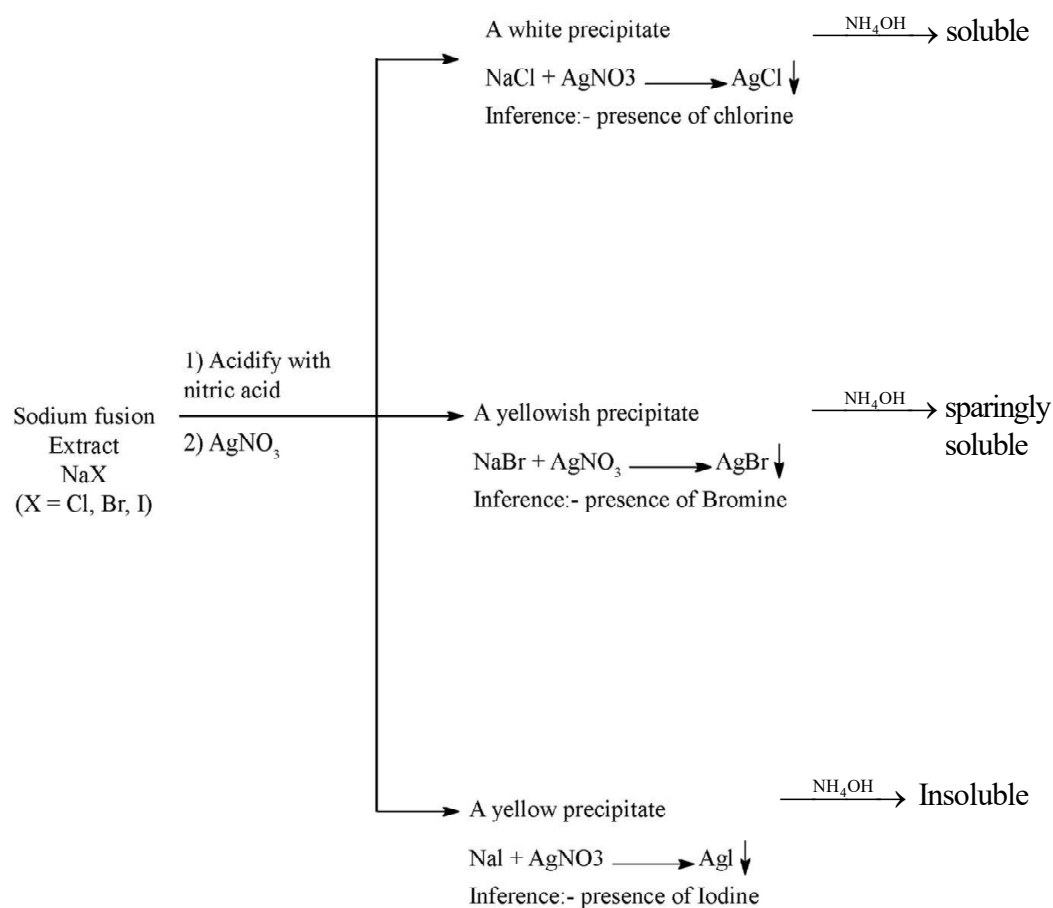 A white precipitate NH₄OH soluble
NaCl + AgNO3 AgCl
Inference:- presence of chlorine
1) Acidify with
nitric acid
2) AgNO₃
Sodium fusion
Extract
NaX
(X = Cl, Br, I)
A yellowish precipitate NH₄OH sparingly
soluble
NaBr + AgNO₃ AgBr
Inference:- presence of Bromine
A yellow precipitate NH₄OH Insoluble
Nal + AgNO3 Agl
Inference:- presence of Iodine